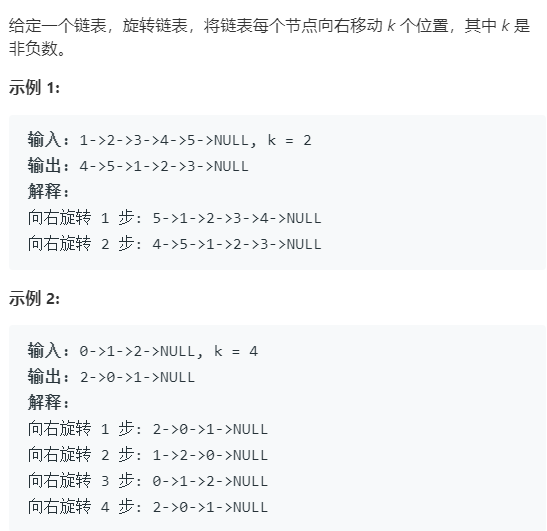 给定一个链表，旋转链表，将链表每个节点向右移动 k 个位置，其中 k 是
非负数。
示例 1:
输入: 1->2->3->4->5->NULL, k = 2
输出: 4->5->1->2->3->NULL
解释:
向右旋转 1 步: 5->1->2->3->4->NULL
向右旋转 2 步: 4->5->1->2->3->NULL
示例 2:
输入: 0->1->2->NULL, k = 4
输出: 2->0->1->NULL
解释:
向右旋转 1 步: 2->0->1->NULL
向右旋转 2 步: 1->2->0->NULL
向右旋转 3 步: 0->1->2->NULL
向右旋转 4 步: 2->0->1->NULL